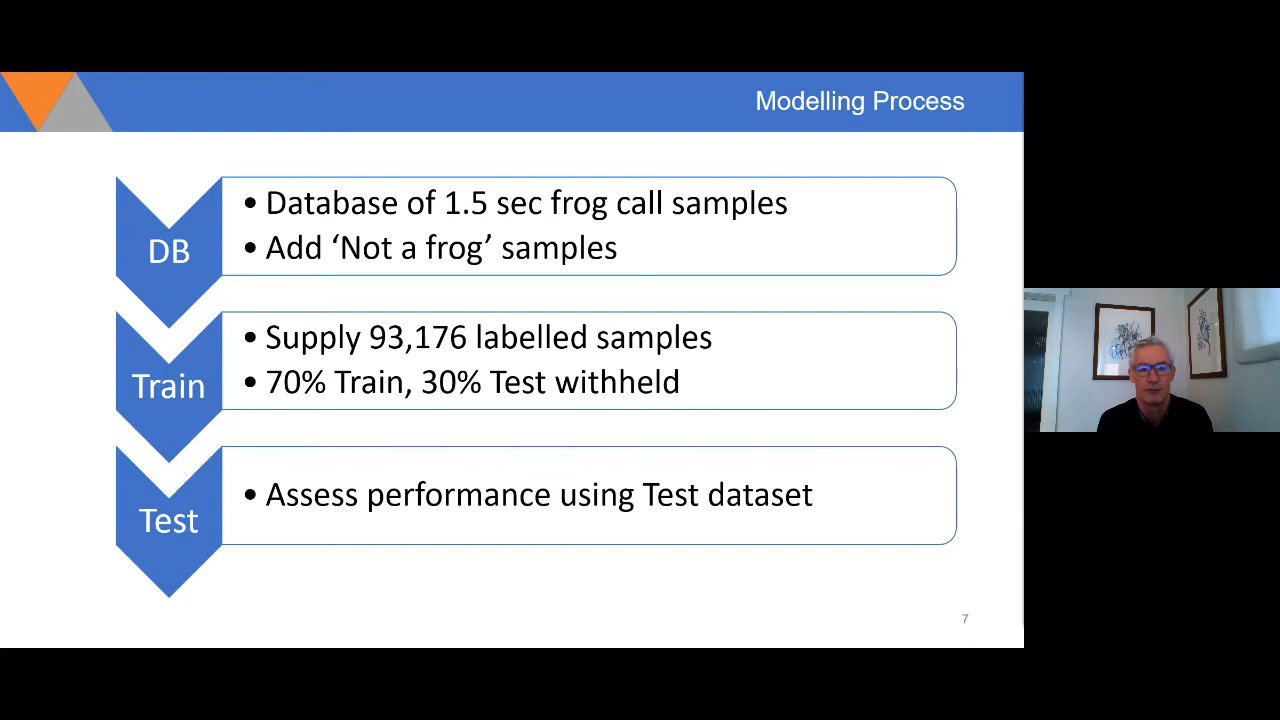 Modelling Process
DB
• Database of 1.5 sec frog call samples
• Add ‘Not a frog’ samples
Train
• Supply 93,176 labelled samples
• 70% Train, 30% Test withheld
Test
• Assess performance using Test dataset
7